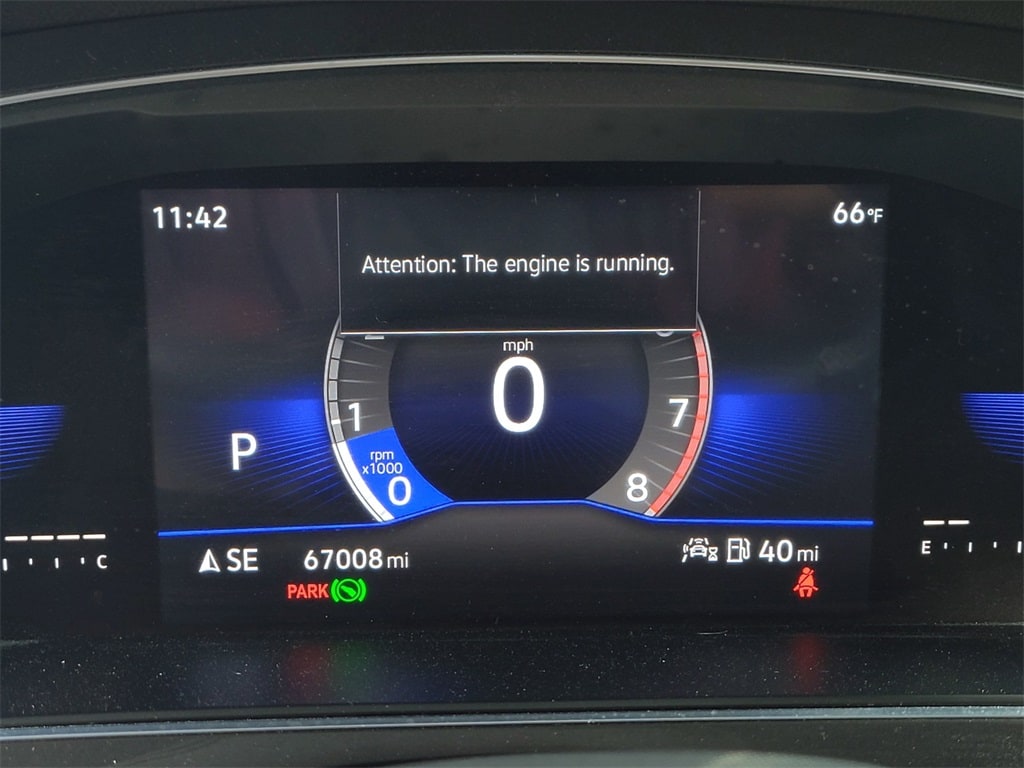 11:42
66°F
Attention: The engine is running.
mph
0
1
7
P
rpm
x1000
0
8
C
E
SE
67008 mi
40 mi
PARK